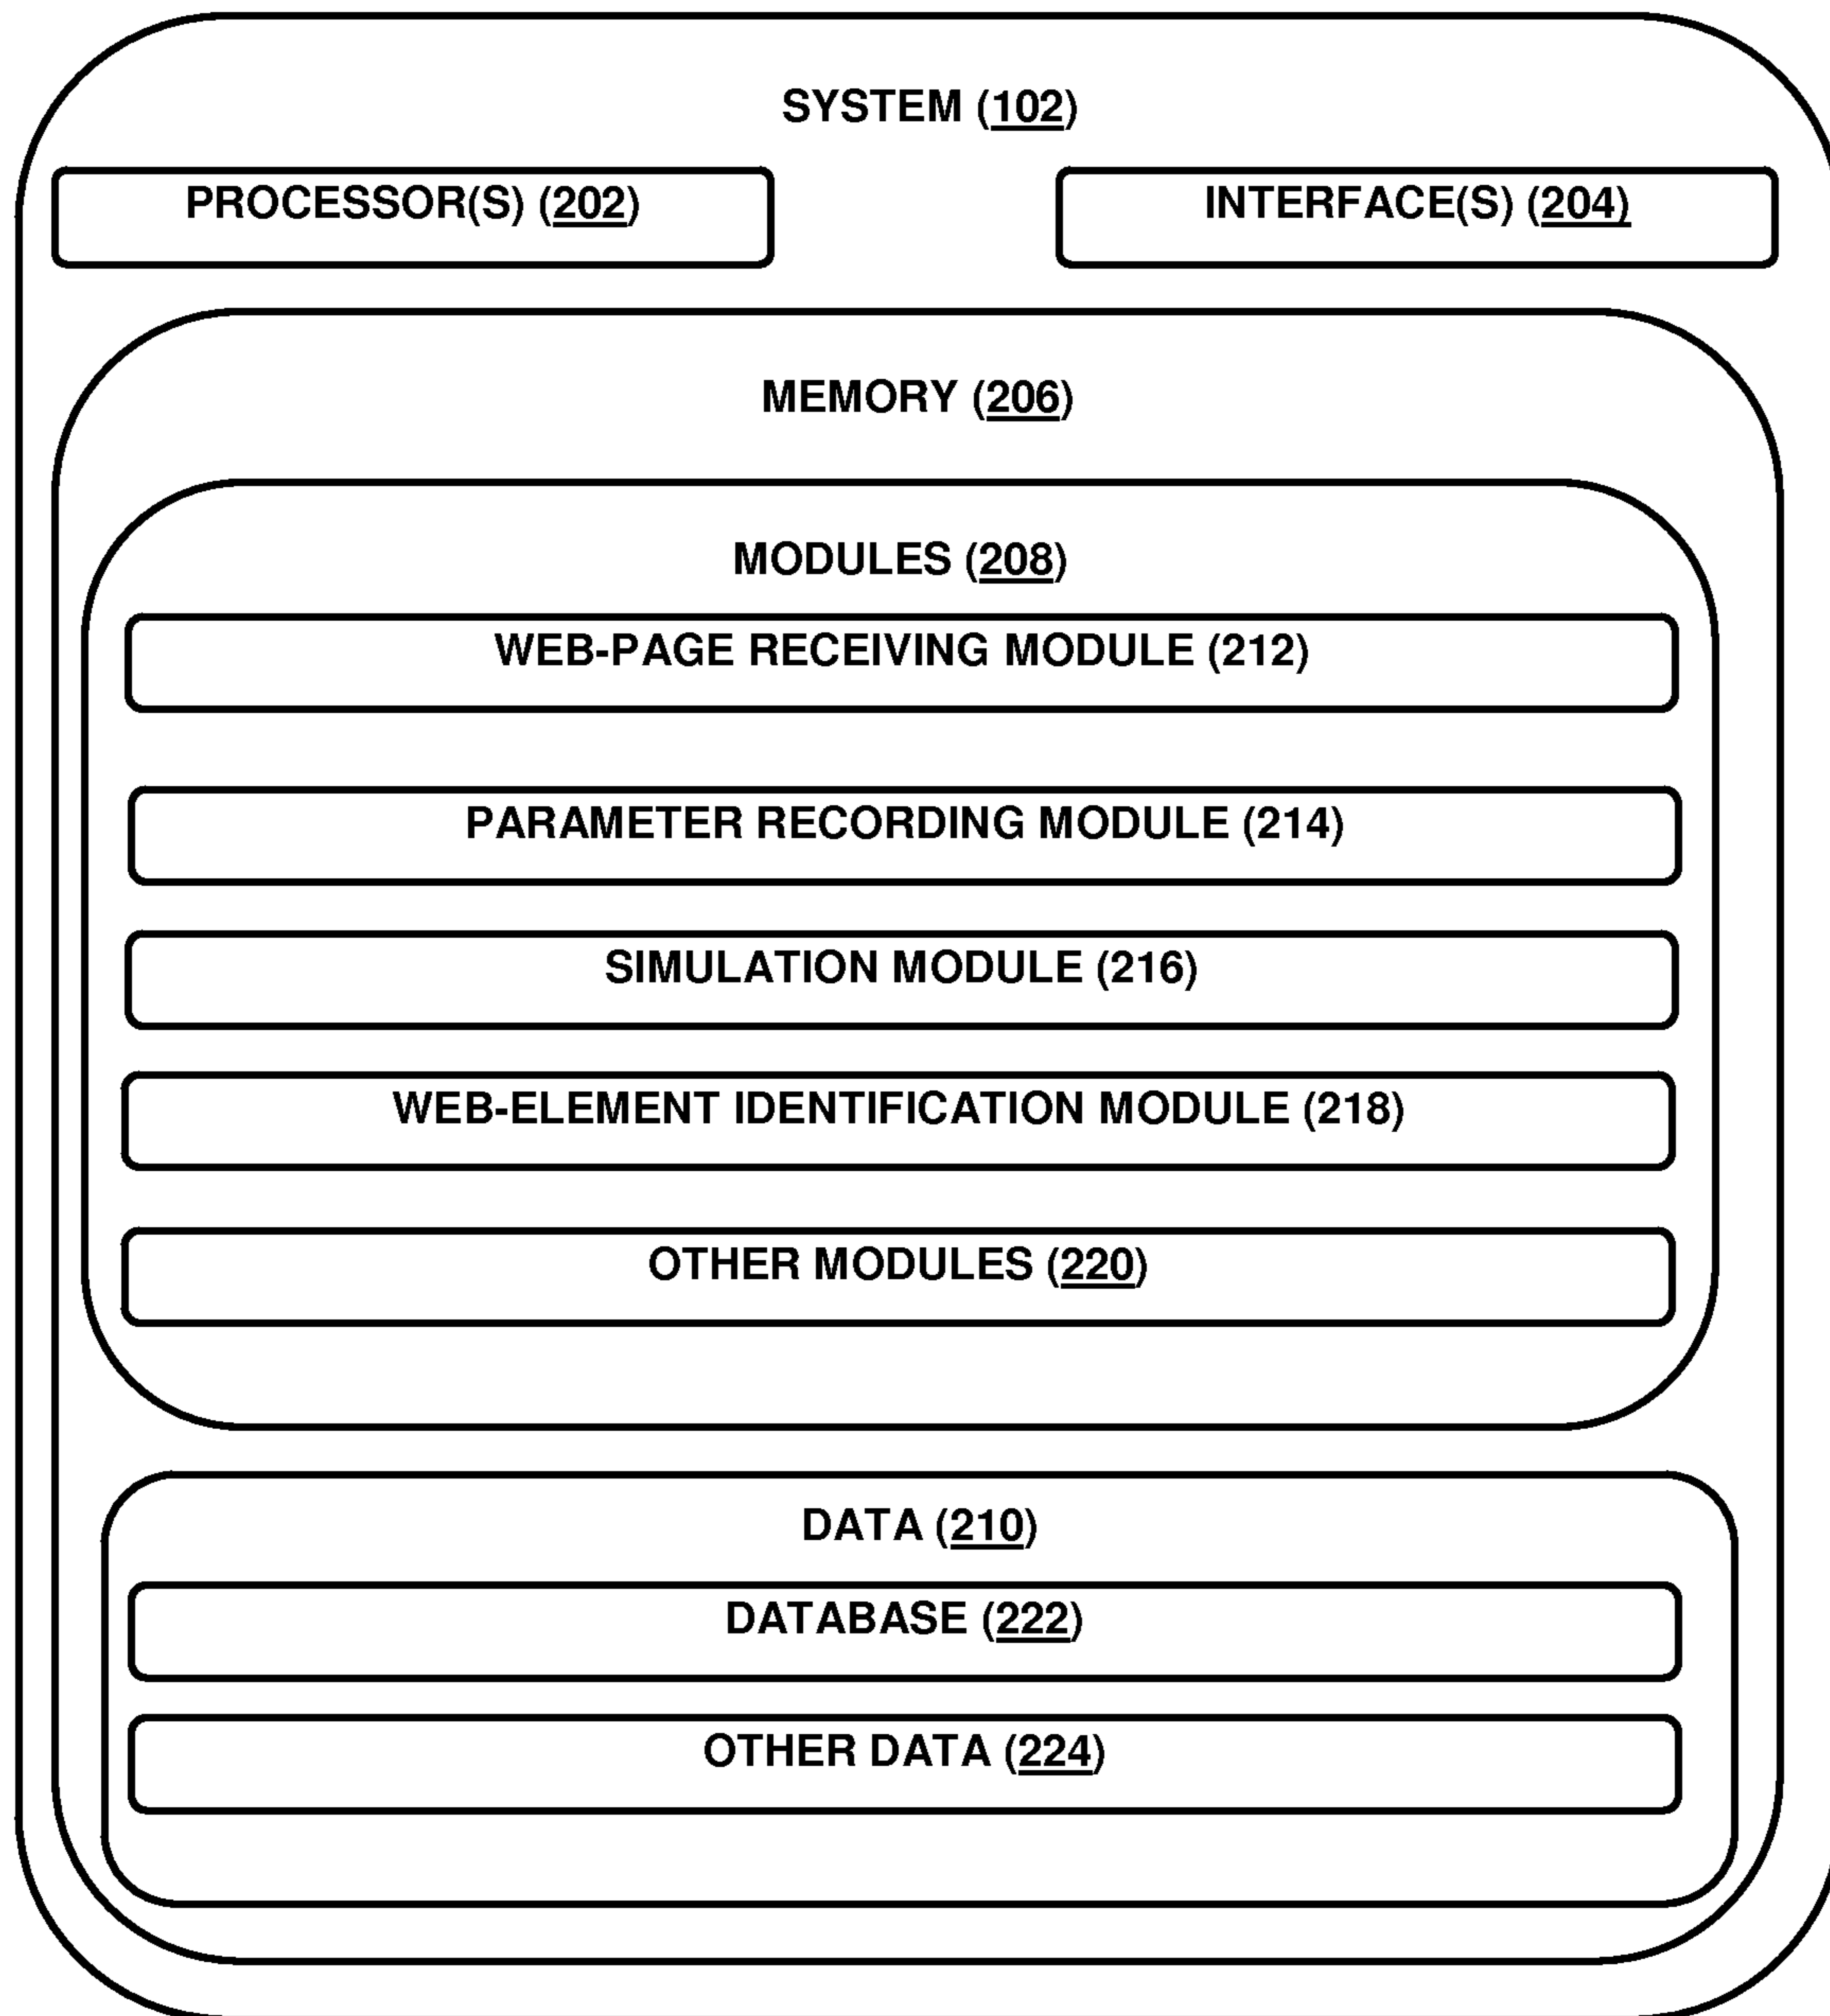 SYSTEM (102)
PROCESSOR(S) (202)
INTERFACE(S) (204)
MEMORY (206)
MODULES (208)
WEB-PAGE RECEIVING MODULE (212)
PARAMETER RECORDING MODULE (214)
SIMULATION MODULE (216)
WEB-ELEMENT IDENTIFICATION MODULE (218)
OTHER MODULES (220)
DATA (210)
DATABASE (222)
OTHER DATA (224)